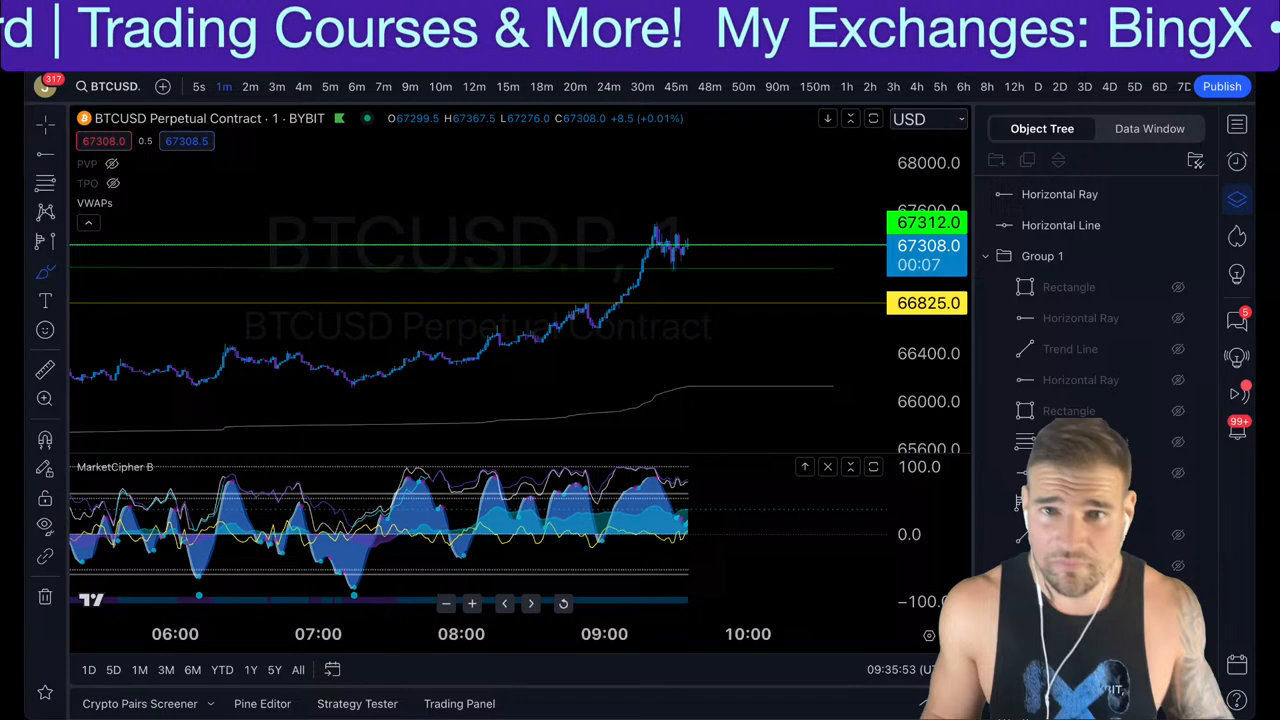 rd | Trading Courses & More! My Exchanges: BingX •
317
BTCUSD.
5s 1m 2m 3m 4m 5m 6m 7m 8m 9m 10m 15m 18m 20m 24m 30m 45m 48m 50m 90m 150m 1h 2h 3h 4h 5h 6h 8h 12h D 2D 3D 4D 5D 6D 7D
Publish
BTCUSD Perpetual Contract · 1 · BYBIT
O67299.5 H67367.5 L67276.0 C67308.0 +8.5 (+0.01%)
USD
67308.0 0.5 67308.5
PVP
TPO
VWAPs
BTCUSD.P, 1
BTCUSD Perpetual Contract
68000.0
67600.0
67312.0
67308.0
00:07
66825.0
66400.0
66000.0
65600.0
MarketCipher B
100.0
0.0
−100.0
06:00 07:00 08:00 09:00 10:00
1D 5D 1M 3M 6M YTD 1Y 5Y All
09:35:53 (U
Crypto Pairs Screener Pine Editor Strategy Tester Trading Panel
Object Tree Data Window
Horizontal Ray
Horizontal Line
Group 1
Rectangle
Horizontal Ray
Trend Line
Horizontal Ray
Rectangle
5
99+
BIT,